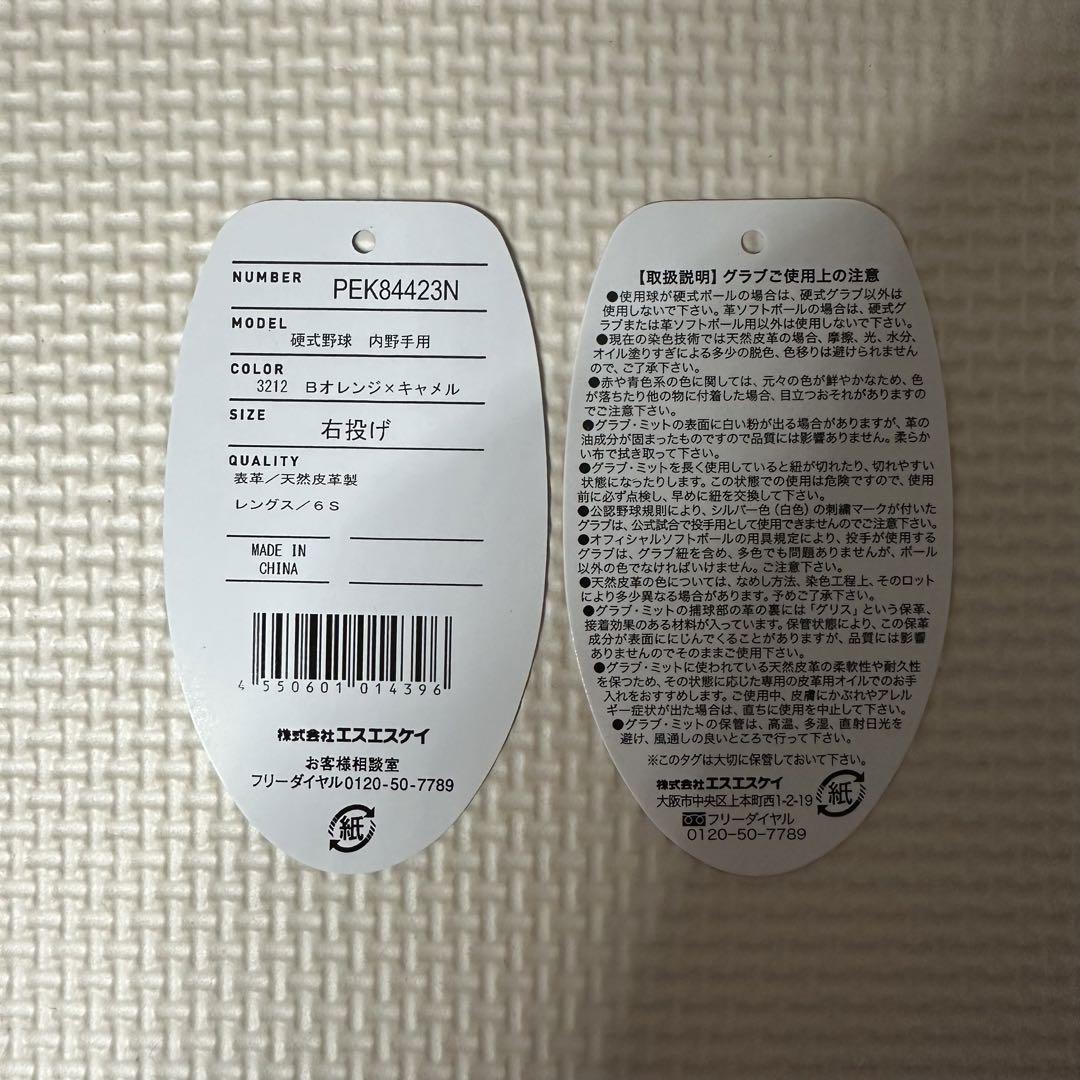 NUMBER
PEK84423N
MODEL
硬式野球 内野手用
COLOR
3212 Bオレンジ×キャメル
SIZE
右投げ
QUALITY
表革/天然皮革製
レングス/6S
MADE IN
CHINA
4 550601 014396
株式会社エスエスケイ
お客様相談室
フリーダイヤル0120-50-7789
紙
【取扱説明】グラブご使用上の注意
●使用球が硬式ボールの場合は、硬式グラブ以外は
使用しないで下さい。革ソフトボールの場合は、硬式グ
ラブまたは革ソフトボール用以外は使用しないで下さい。
●現在の染色技術では天然皮革の場合、摩擦、光、水分、
オイル塗りすぎによる多少の脱色、色移りは避けられません
ので、ご了承下さい。
●赤や青色系の色に関しては、元々の色が鮮やかなため、色
が落ちたり他の物に付着した場合、目立つおそれがありますの
でご注意下さい。
●グラブ・ミットの表面に白い粉が出る場合がありますが、革の
油成分が固まったものですので品質には影響ありません。柔らか
い布で拭き取って下さい。
●グラブ・ミットを長く使用していると紐が切れたり、切れやすい
状態になったりします。この状態での使用は危険ですので、使用
前に必ず点検し、早めに紐を交換して下さい。
●公認野球規則により、シルバー色(白色)の刺繍マークが付いた
グラブは、公式試合で投手用として使用できませんのでご注意下さい。
●オフィシャルソフトボールの用具規定により、投手が使用する
グラブは、グラブ紐を含め、多色でも問題ありませんが、ボール
以外の色でなければいけません。ご注意下さい。
●天然皮革の色については、なめし方法、染色工程上、そのロット
により多少異なる場合があります。予めご了承下さい。
●グラブ・ミットの捕球部の革の裏には「グリス」という保革、
接着効果のある材料が入っています。保管状態により、この保革
成分が表面ににじんでくることがありますが、品質には影響
ありませんのでそのままご使用下さい。
●グラブ・ミットに使われている天然皮革の柔軟性や耐久性
を保つため、その状態に応じた専用の皮革用オイルでのお手
入れをおすすめします。ご使用中、皮膚にかぶれやアレル
ギー症状が出た場合は、直ちに使用を中止して下さい。
●グラブ・ミットの保管は、高温、多湿、直射日光を
避け、風通しの良いところで行って下さい。
※このタグは大切に保管しておいて下さい。
株式会社エスエスケイ
大阪市中央区上本町西1-2-19
フリーダイヤル
0120-50-7789
紙